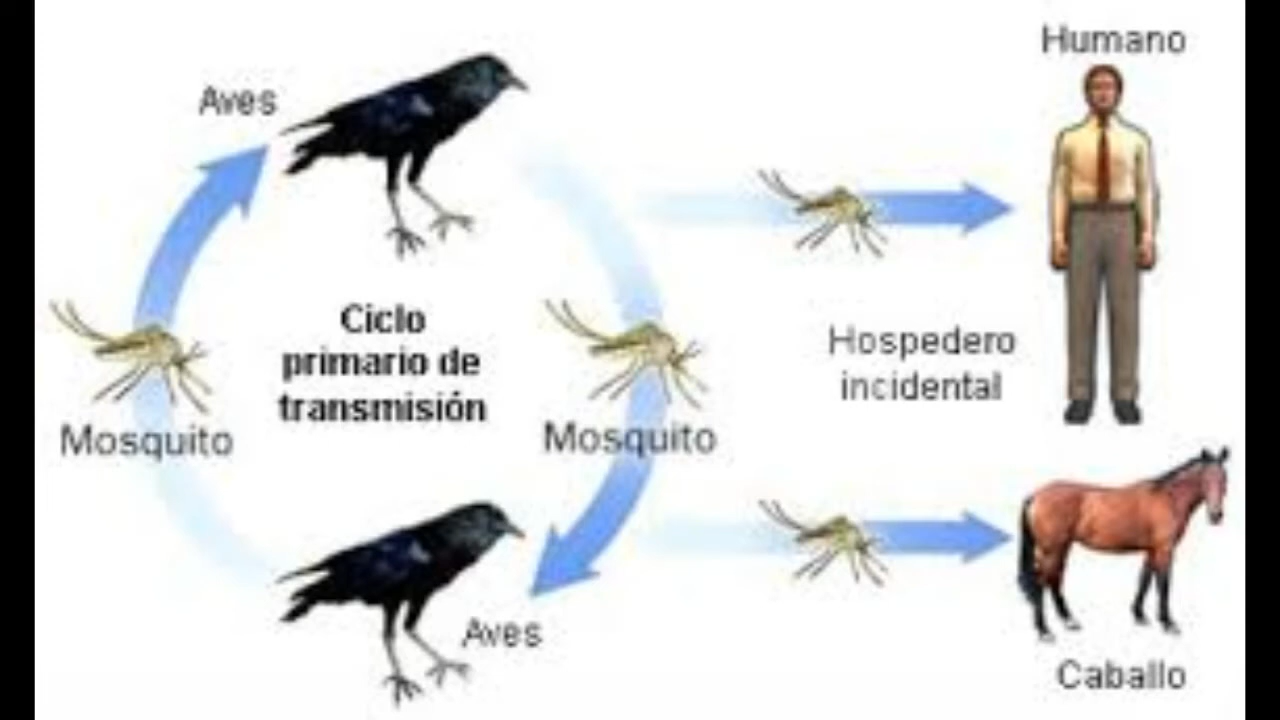 Humano
Aves
Ciclo
primario de
transmisión
Hospedero
incidental
Mosquito
Mosquito
Aves
Caballo